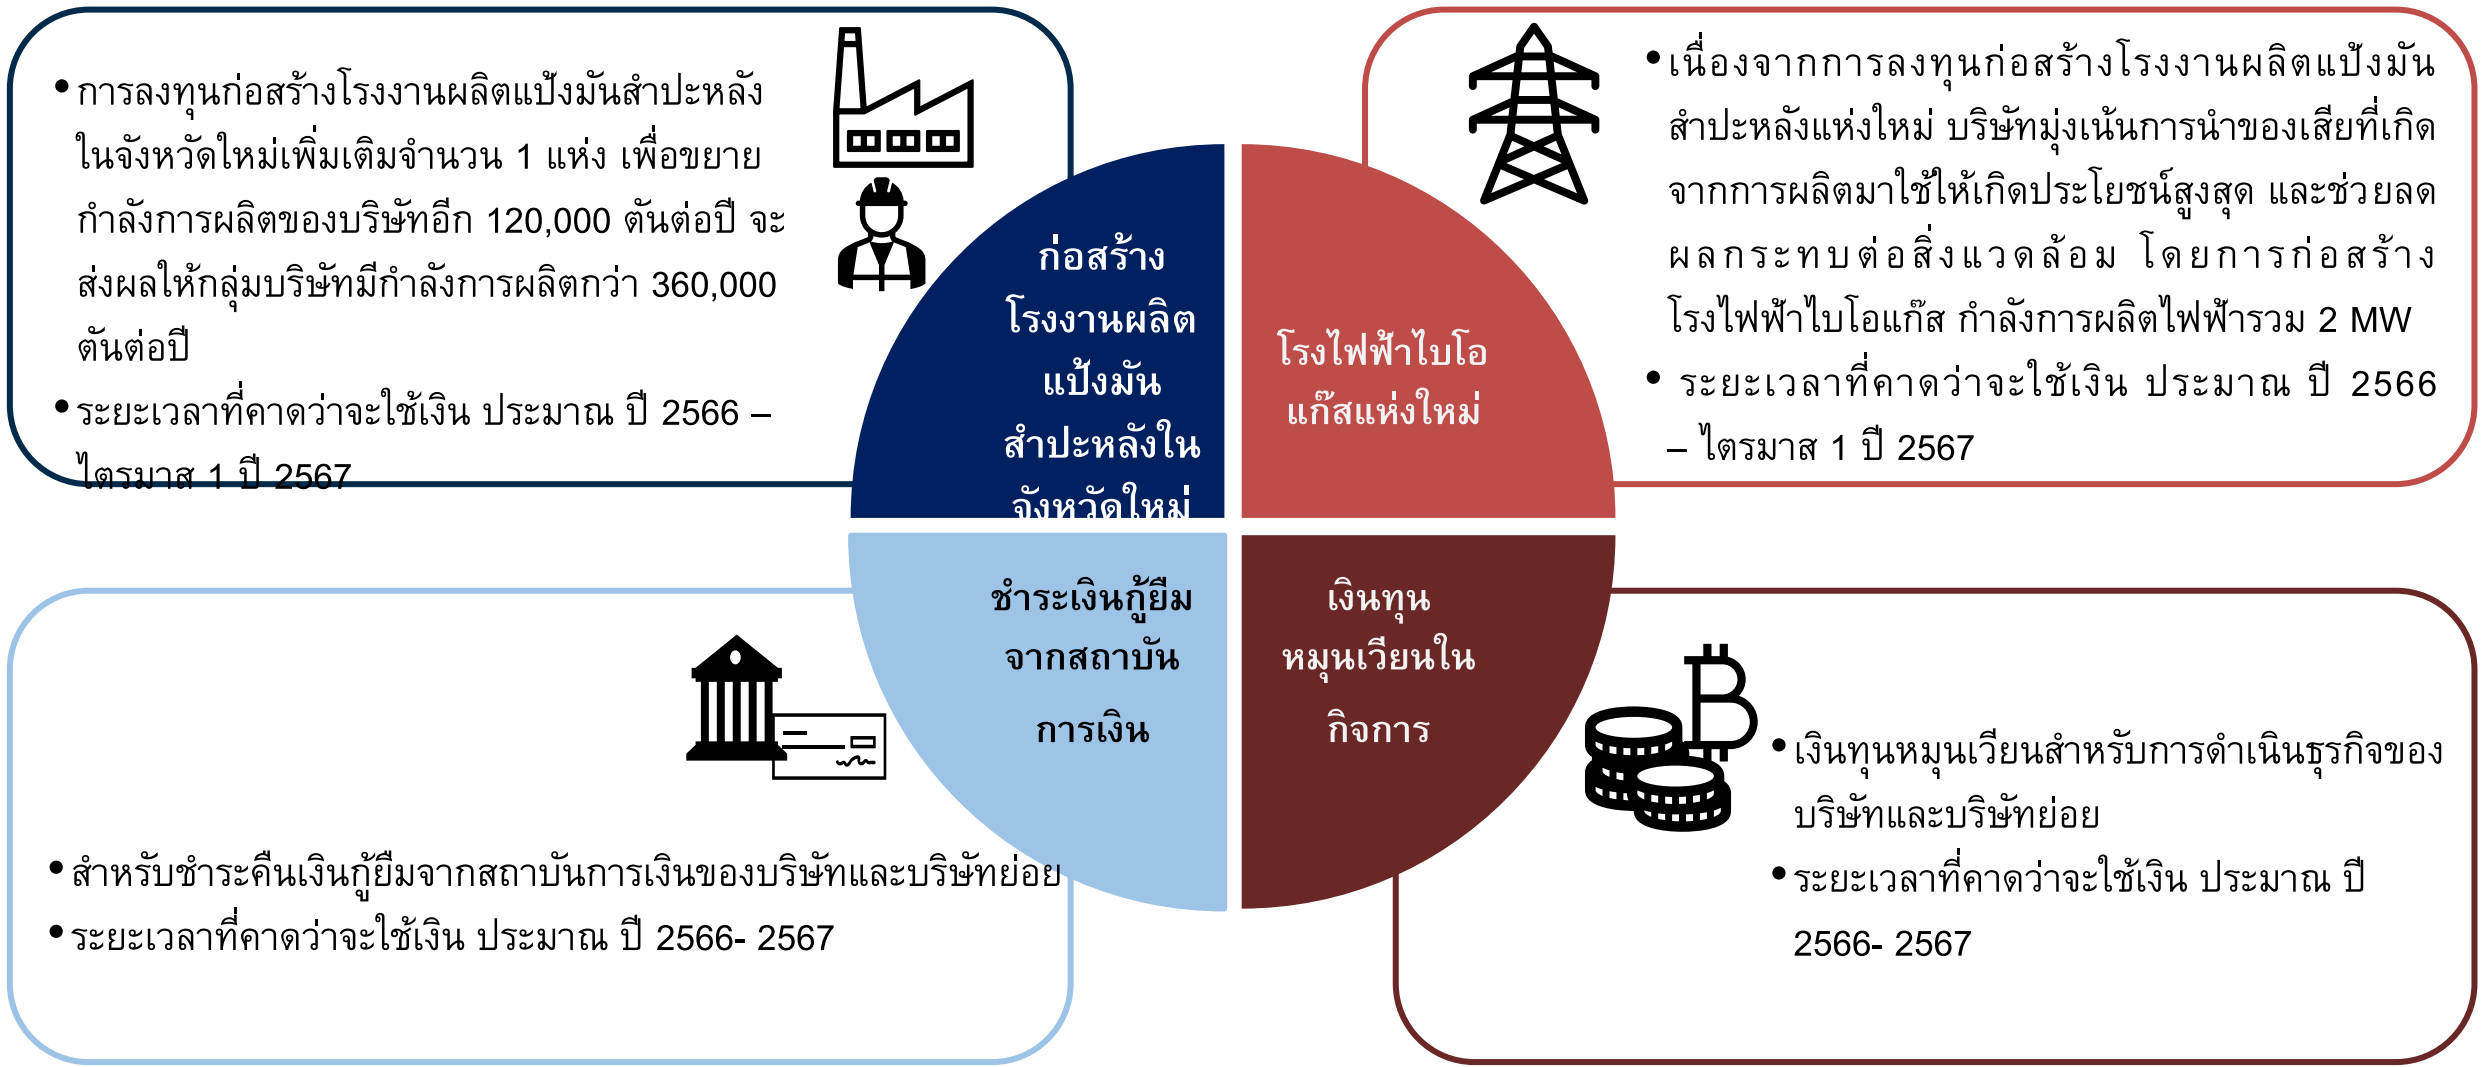 •การลงทุนก่อสร้างโรงงานผลิตแป้งมันสำปะหลัง
ในจังหวัดใหม่เพิ่มเติมจำนวน 1 แห่ง เพื่อขยาย
กำลังการผลิตของบริษัทอีก 120,000 ตันต่อปี จะ
ส่งผลให้กลุ่มบริษัทมีกำลังการผลิตกว่า 360,000
ตันต่อปี
•ระยะเวลาที่คาดว่าจะใช้เงิน ประมาณ ปี 2566 –
ไตรมาส 1 ปี 2567
ก่อสร้าง
โรงงานผลิต
แป้งมัน
สำปะหลังใน
จังหวัดใหม่
โรงไฟฟ้าไบโอ
แก๊สแห่งใหม่
•เนื่องจากการลงทุนก่อสร้างโรงงานผลิตแป้งมัน
สำปะหลังแห่งใหม่ บริษัทมุ่งเน้นการนำของเสียที่เกิด
จากการผลิตมาใช้ให้เกิดประโยชน์สูงสุด และช่วยลด
ผลกระทบต่อสิ่งแวดล้อม โดยการก่อสร้าง
โรงไฟฟ้าไบโอแก๊ส กำลังการผลิตไฟฟ้ารวม 2 MW
• ระยะเวลาที่คาดว่าจะใช้เงิน ประมาณ ปี 2566
– ไตรมาส 1 ปี 2567
ชำระเงินกู้ยืม
จากสถาบัน
การเงิน
•สำหรับชำระคืนเงินกู้ยืมจากสถาบันการเงินของบริษัทและบริษัทย่อย
•ระยะเวลาที่คาดว่าจะใช้เงิน ประมาณ ปี 2566- 2567
เงินทุน
หมุนเวียนใน
กิจการ
•เงินทุนหมุนเวียนสำหรับการดำเนินธุรกิจของ
บริษัทและบริษัทย่อย
•ระยะเวลาที่คาดว่าจะใช้เงิน ประมาณ ปี
2566- 2567